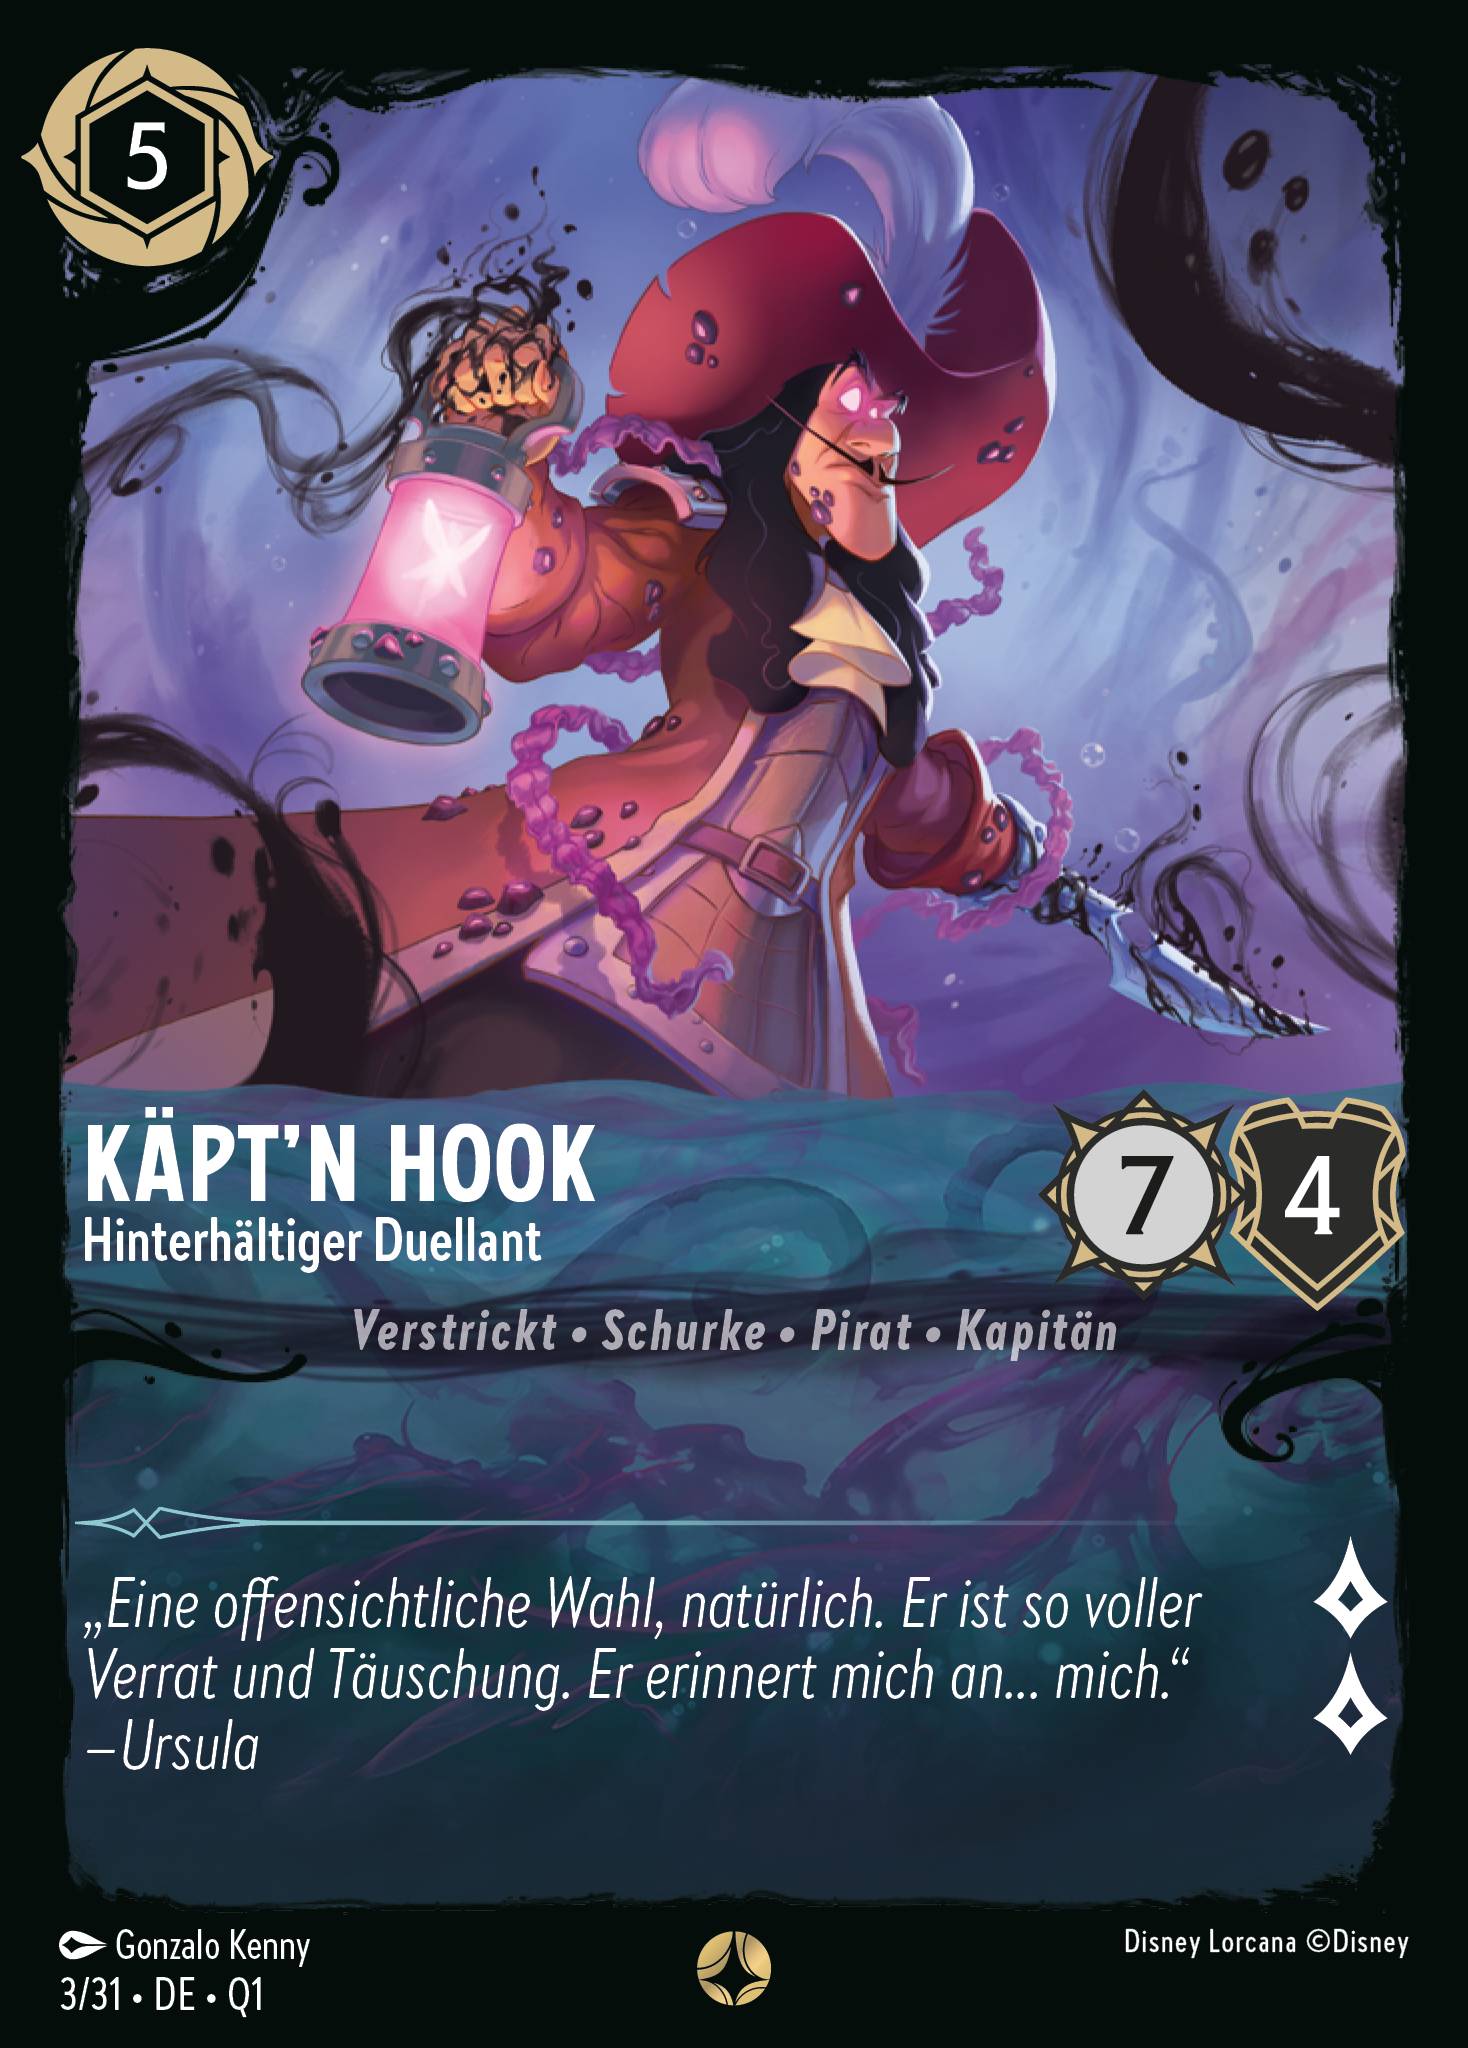 5
KÄPT’N HOOK
Hinterhältiger Duellant
7 4
Verstrickt • Schurke • Pirat • Kapitän
„Eine offensichtliche Wahl, natürlich. Er ist so voller
Verrat und Täuschung. Er erinnert mich an... mich.“
–Ursula
Gonzalo Kenny
Disney Lorcana ©Disney
3/31 • DE • Q1